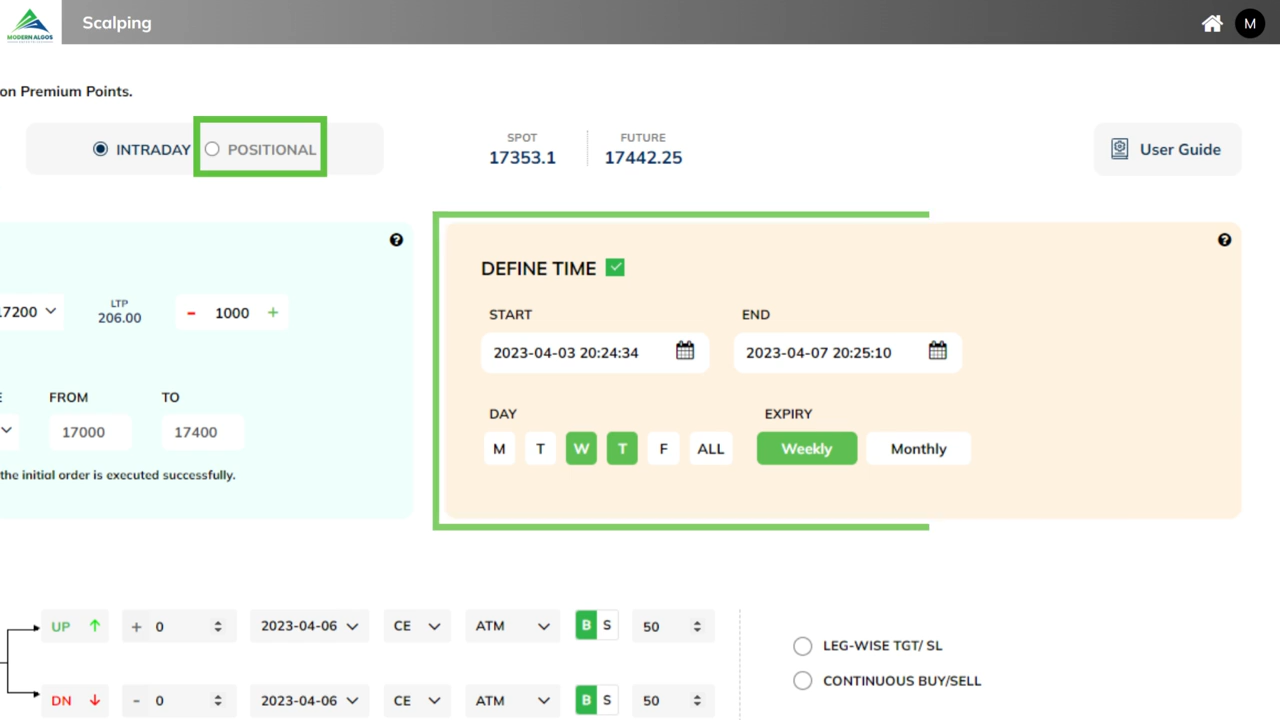 MODERN ALGOS
Scalping
M
on Premium Points.
INTRADAY
POSITIONAL
SPOT
17353.1
FUTURE
17442.25
User Guide
DEFINE TIME
17200
LTP
206.00
- 1000 +
START
2023-04-03 20:24:34
END
2023-04-07 20:25:10
FROM
17000
TO
17400
DAY
M T W T F ALL
EXPIRY
Weekly Monthly
the initial order is executed successfully.
UP + 0 2023-04-06 CE ATM B S 50
DN - 0 2023-04-06 CE ATM B S 50
LEG-WISE TGT/ SL
CONTINUOUS BUY/SELL